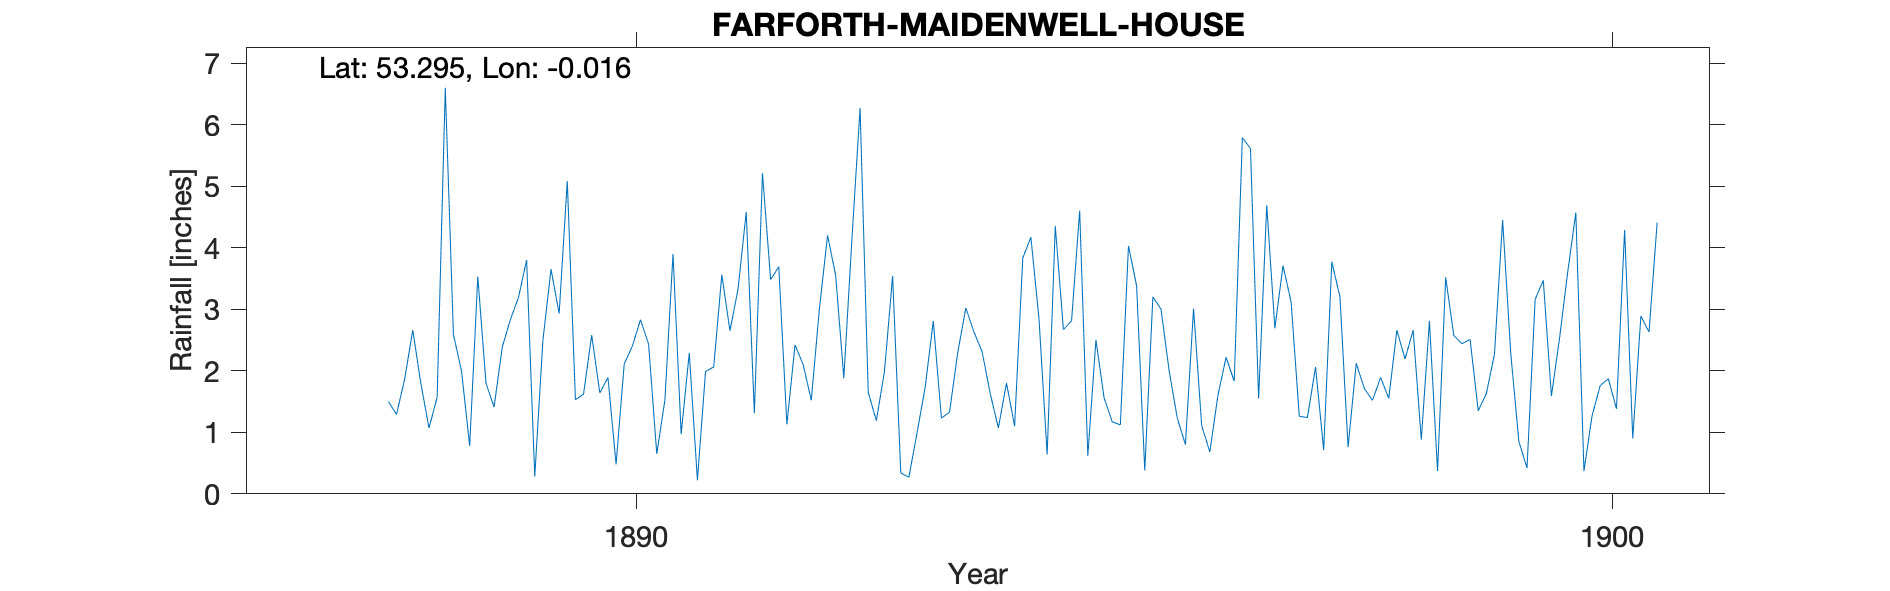 FARFORTH-MAIDENWELL-HOUSE
Lat: 53.295, Lon: -0.016
7
6
5
4
3
2
1
0
Rainfall [inches]
1890 1900
Year